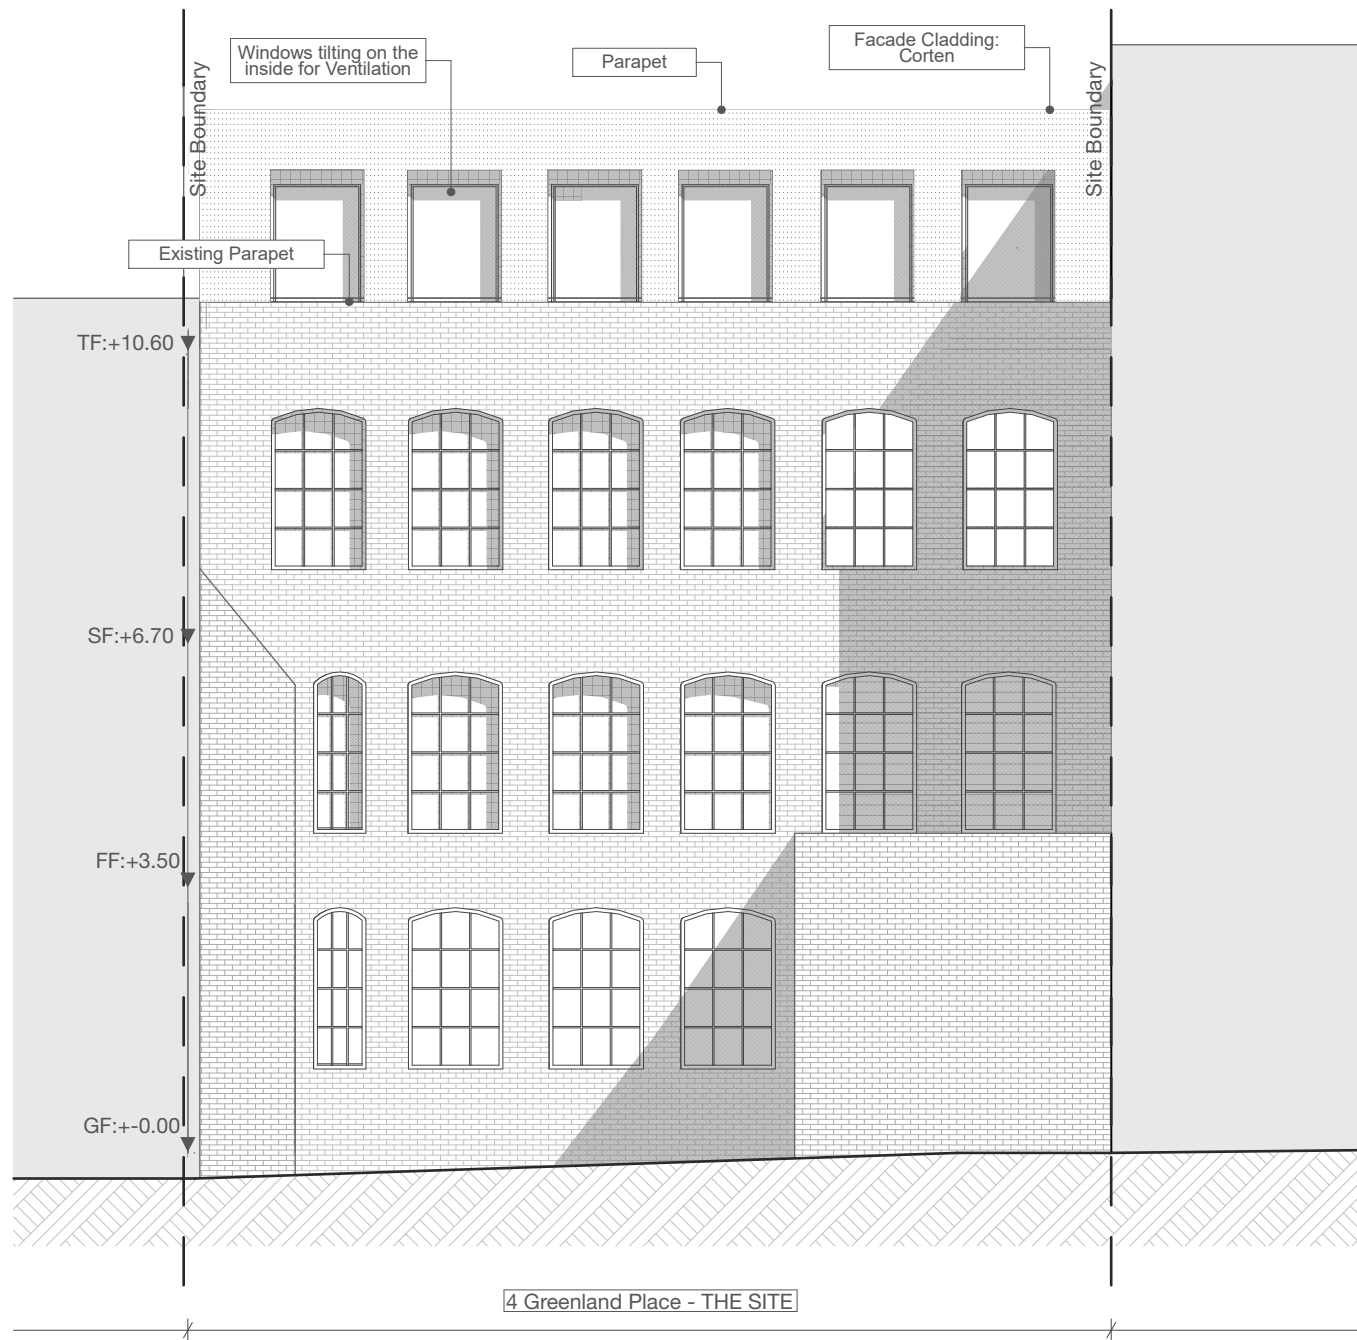 Windows tilting on the
inside for Ventilation
Parapet
Facade Cladding:
Corten
Site Boundary
Site Boundary
Existing Parapet
TF:+10.60
SF:+6.70
FF:+3.50
GF:+-0.00
4 Greenland Place - THE SITE